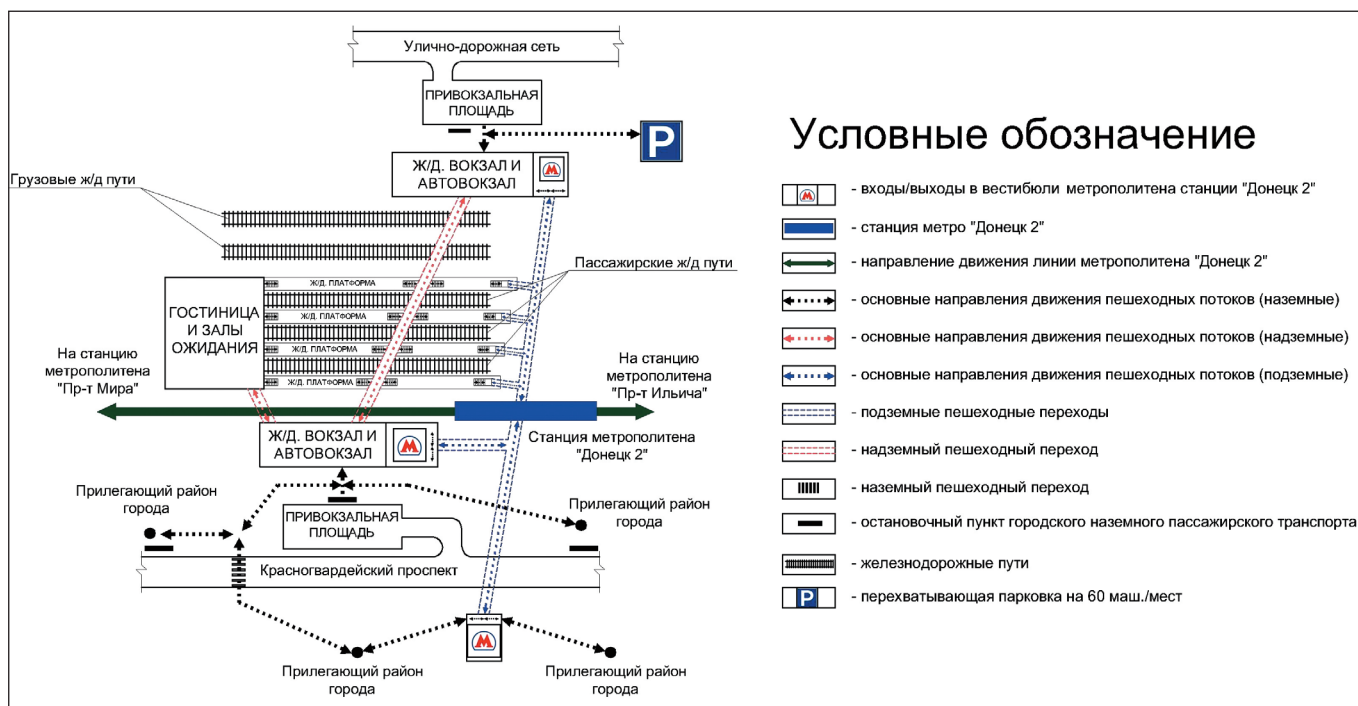 Улично-дорожная сеть
ПРИВОКЗАЛЬНАЯ
ПЛОЩАДЬ
P
Ж/Д. ВОКЗАЛ И
АВТОВОКЗАЛ
М
Грузовые ж/д пути
Пассажирские ж/д пути
Ж/Д. ПЛАТФОРМА
Ж/Д. ПЛАТФОРМА
Ж/Д. ПЛАТФОРМА
Ж/Д. ПЛАТФОРМА
ГОСТИНИЦА
И ЗАЛЫ
ОЖИДАНИЯ
На станцию
метрополитена
"Пр-т Мира"
На станцию
метрополитена
"Пр-т Ильича"
Ж/Д. ВОКЗАЛ И
АВТОВОКЗАЛ
М
Станция метрополитена
"Донецк 2"
Прилегающий район
города
Прилегающий район
города
ПРИВОКЗАЛЬНАЯ
ПЛОЩАДЬ
Красногвардейский проспект
М
Прилегающий район
города
Прилегающий район
города
Условные обозначение
М
- входы/выходы в вестибюли метрополитена станции "Донецк 2"
- станция метро "Донецк 2"
- направление движения линии метрополитена "Донецк 2"
- основные направления движения пешеходных потоков (наземные)
- основные направления движения пешеходных потоков (надземные)
- основные направления движения пешеходных потоков (подземные)
- подземные пешеходные переходы
- надземный пешеходный переход
- наземный пешеходный переход
- остановочный пункт городского наземного пассажирского транспорта
- железнодорожные пути
P
- перехватывающая парковка на 60 маш./мест